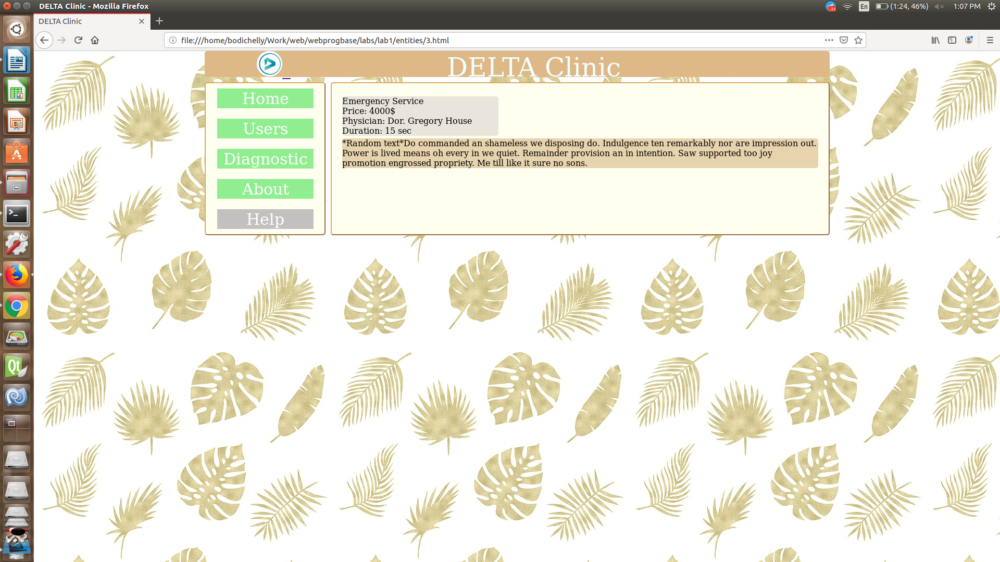 DELTA Clinic - Mozilla Firefox
33
En
(1:24, 46%)
1:07 PM
DELTA Clinic
file:///home/bodichelly/Work/web/webprogbase/labs/lab1/entities/3.html
DELTA Clinic
Home
Users
Diagnostic
About
Help
Emergency Service
Price: 4000$
Physician: Dor. Gregory House
Duration: 15 sec
*Random text*Do commanded an shameless we disposing do. Indulgence ten remarkably nor are impression out.
Power is lived means oh every in we quiet. Remainder provision an in intention. Saw supported too joy
promotion engrossed propriety. Me till like it sure no sons.
Qt